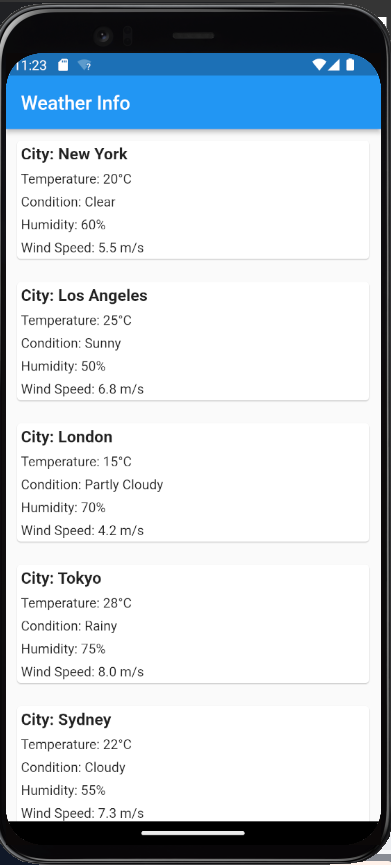 11:23
Weather Info
City: New York
Temperature: 20°C
Condition: Clear
Humidity: 60%
Wind Speed: 5.5 m/s
City: Los Angeles
Temperature: 25°C
Condition: Sunny
Humidity: 50%
Wind Speed: 6.8 m/s
City: London
Temperature: 15°C
Condition: Partly Cloudy
Humidity: 70%
Wind Speed: 4.2 m/s
City: Tokyo
Temperature: 28°C
Condition: Rainy
Humidity: 75%
Wind Speed: 8.0 m/s
City: Sydney
Temperature: 22°C
Condition: Cloudy
Humidity: 55%
Wind Speed: 7.3 m/s